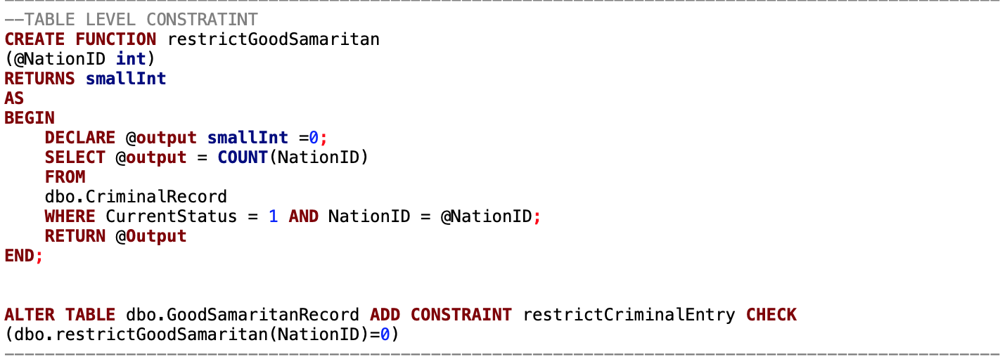 --TABLE LEVEL CONSTRATINT
CREATE FUNCTION restrictGoodSamaritan
(@NationID int)
RETURNS smallInt
AS
BEGIN
    DECLARE @output smallInt =0;
    SELECT @output = COUNT(NationID)
    FROM
    dbo.CriminalRecord
    WHERE CurrentStatus = 1 AND NationID = @NationID;
    RETURN @Output
END;
ALTER TABLE dbo.GoodSamaritanRecord ADD CONSTRAINT restrictCriminalEntry CHECK
(dbo.restrictGoodSamaritan(NationID)=0)